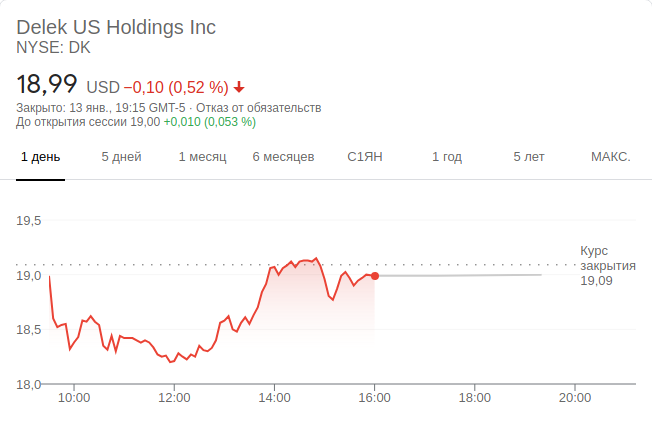 Delek US Holdings Inc
NYSE: DK
18,99 USD −0,10 (0,52 %)
Закрыто: 13 янв., 19:15 GMT-5 · Отказ от обязательств
До открытия сессии 19,00 +0,010 (0,053 %)
1 день 5 дней 1 месяц 6 месяцев С1ЯН 1 год 5 лет МАКС.
19,5
Курс
закрытия
19,09
19,0
18,5
18,0
10:00 12:00 14:00 16:00 18:00 20:00